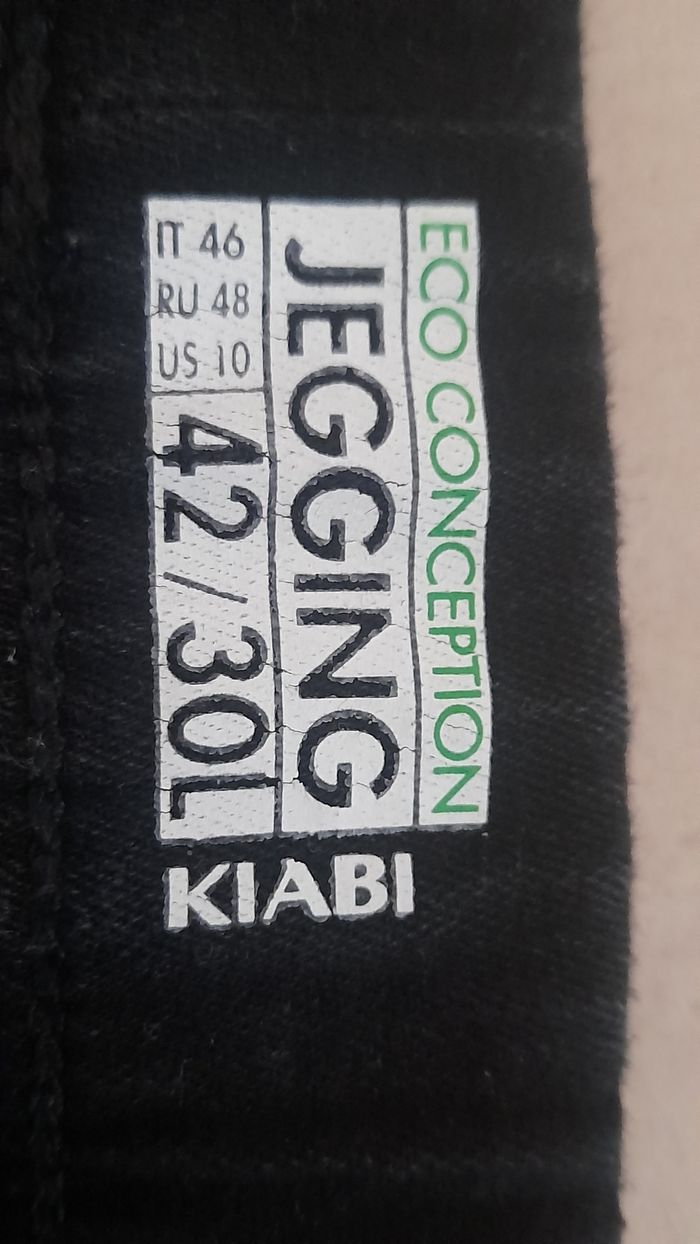 ECO CONCEPTION
JEGGING
IT 46
RU 48
US 10
42/30L
KIABI